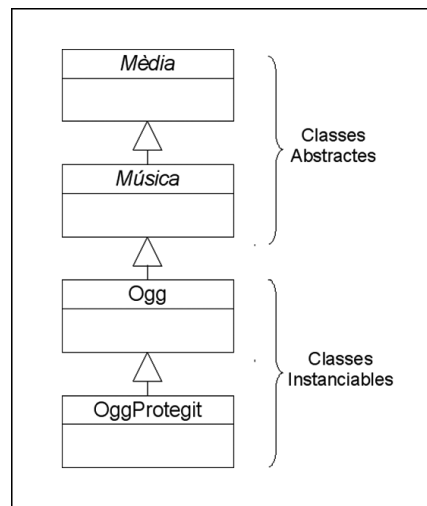 Mèdia
Classes
Abstractes
Música
Ogg
Classes
Instanciables
OggProtegit